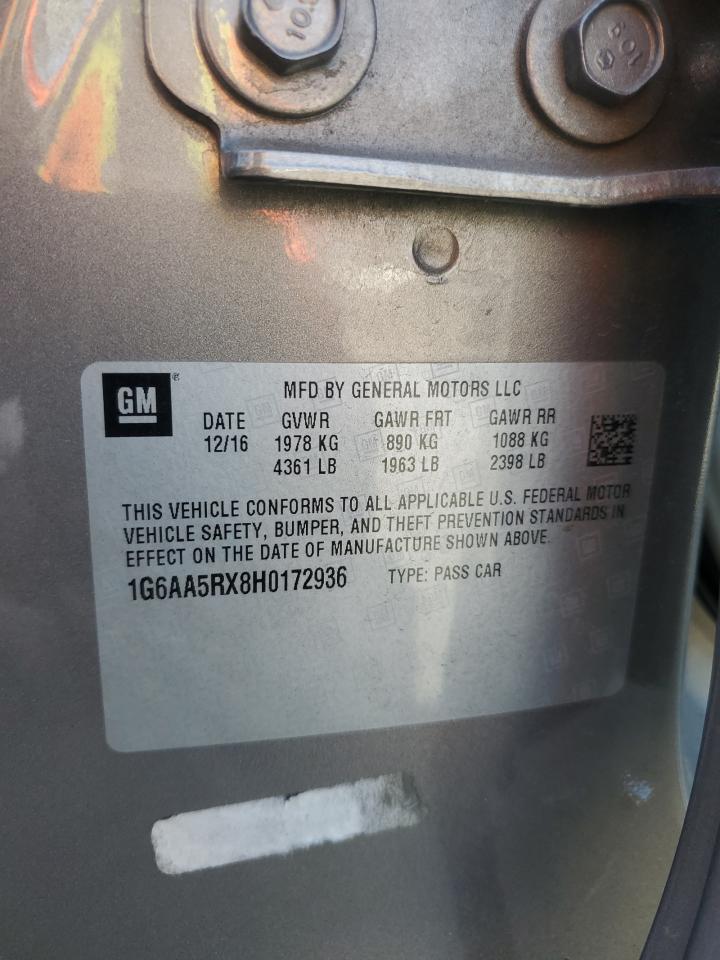 GM
MFD BY GENERAL MOTORS LLC
DATE GVWR GAWR FRT GAWR RR
12/16 1978 KG 890 KG 1088 KG
4361 LB 1963 LB 2398 LB
THIS VEHICLE CONFORMS TO ALL APPLICABLE U.S. FEDERAL MOTOR
VEHICLE SAFETY, BUMPER, AND THEFT PREVENTION STANDARDS IN
EFFECT ON THE DATE OF MANUFACTURE SHOWN ABOVE.
1G6AA5RX8H0172936 TYPE: PASS CAR